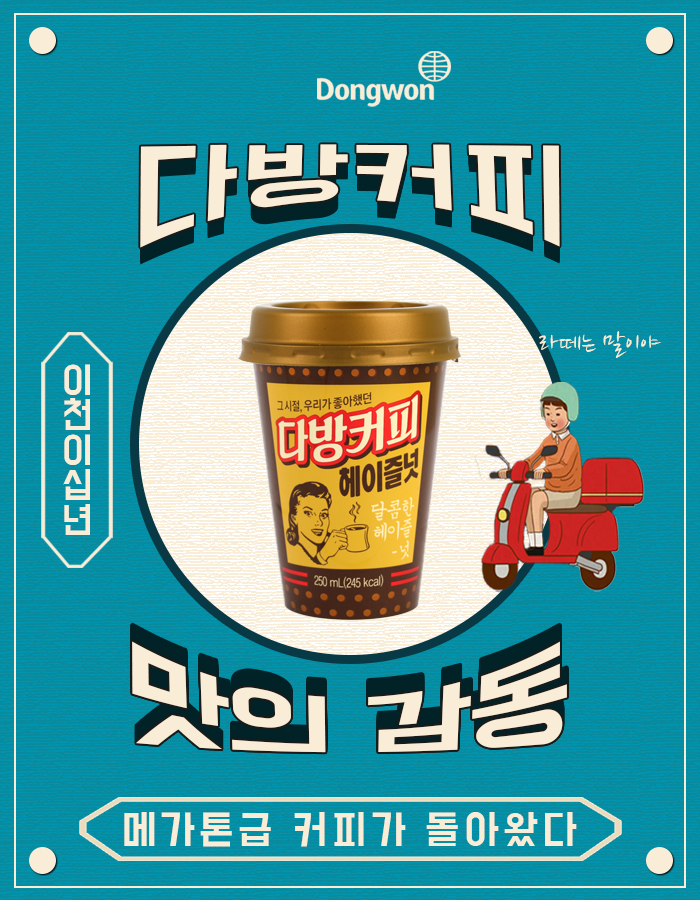 Dongwon
다방커피
라떼는 말이야
이천이십년
그시절, 우리가 좋아했던
다방커피
헤이즐넛
달콤한
헤이즐
-넛
250 mL(245 kcal)
맛의 감동
메가톤급 커피가 돌아왔다